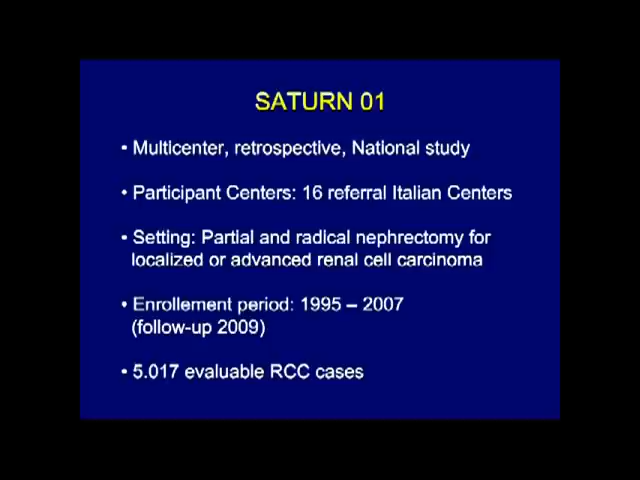 SATURN 01
• Multicenter, retrospective, National study
• Participant Centers: 16 referral Italian Centers
• Setting: Partial and radical nephrectomy for
localized or advanced renal cell carcinoma
• Enrollement period: 1995 – 2007
(follow-up 2009)
• 5.017 evaluable RCC cases